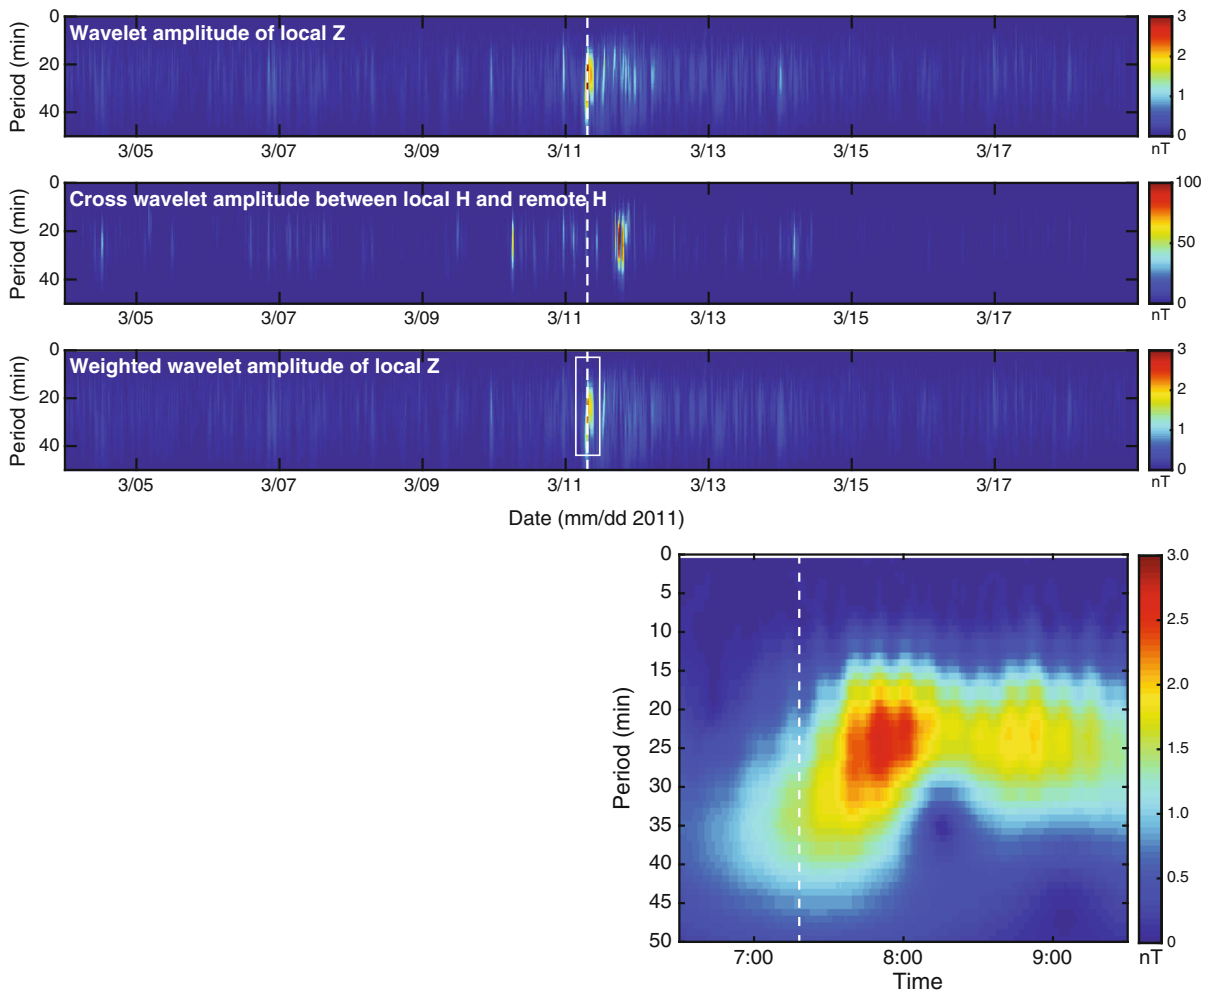 Wavelet amplitude of local Z
Period (min)
0
20
40
3/05 3/07 3/09 3/11 3/13 3/15 3/17
3
2
1
0
nT
Cross wavelet amplitude between local H and remote H
Period (min)
0
20
40
3/05 3/07 3/09 3/11 3/13 3/15 3/17
100
50
0
nT
Weighted wavelet amplitude of local Z
Period (min)
0
20
40
3/05 3/07 3/09 3/11 3/13 3/15 3/17
3
2
1
0
nT
Date (mm/dd 2011)
Period (min)
0
5
10
15
20
25
30
35
40
45
50
7:00 8:00 9:00
Time
3.0
2.5
2.0
1.5
1.0
0.5
0
nT